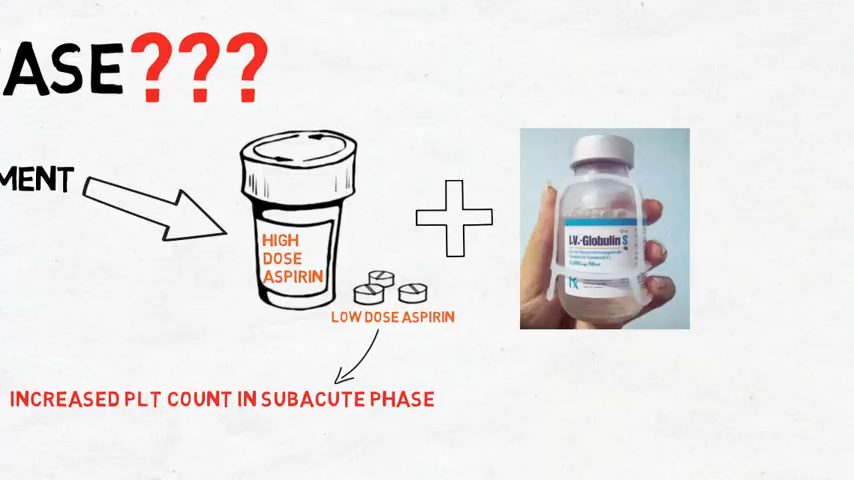 ASE???
MENT
HIGH
DOSE
ASPIRIN
LOW DOSE ASPIRIN
INCREASED PLT COUNT IN SUBACUTE PHASE
I.V.-Globulin S